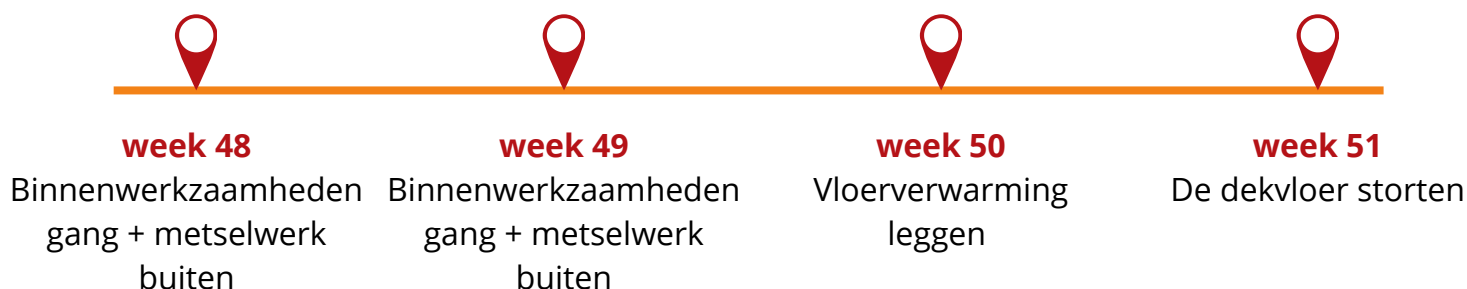 week 48
Binnenwerkzaamheden
gang + metselwerk
buiten
week 49
Binnenwerkzaamheden
gang + metselwerk
buiten
week 50
Vloerverwarming
leggen
week 51
De dekvloer storten